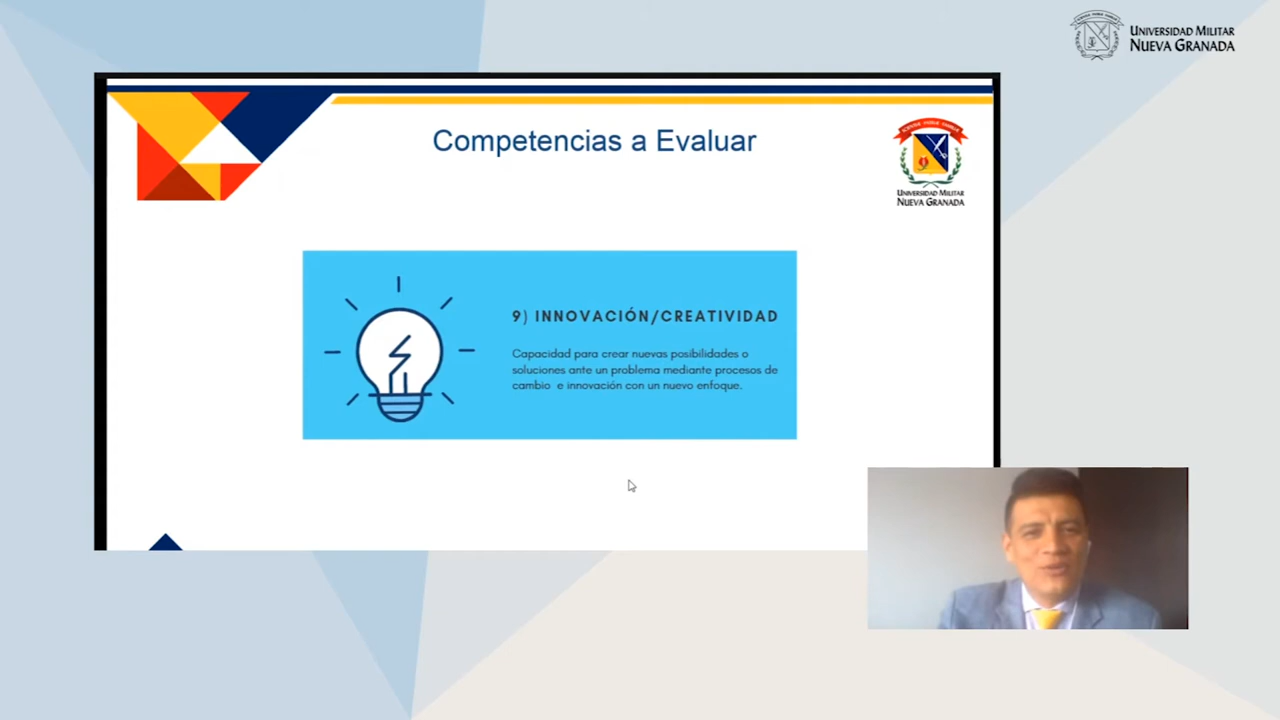 UNIVERSIDAD MILITAR
NUEVA GRANADA
Competencias a Evaluar
UNIVERSIDAD MILITAR
NUEVA GRANADA
9) INNOVACIÓN/CREATIVIDAD
Capacidad para crear nuevas posibilidades o
soluciones ante un problema mediante procesos de
cambio e innovación con un nuevo enfoque.